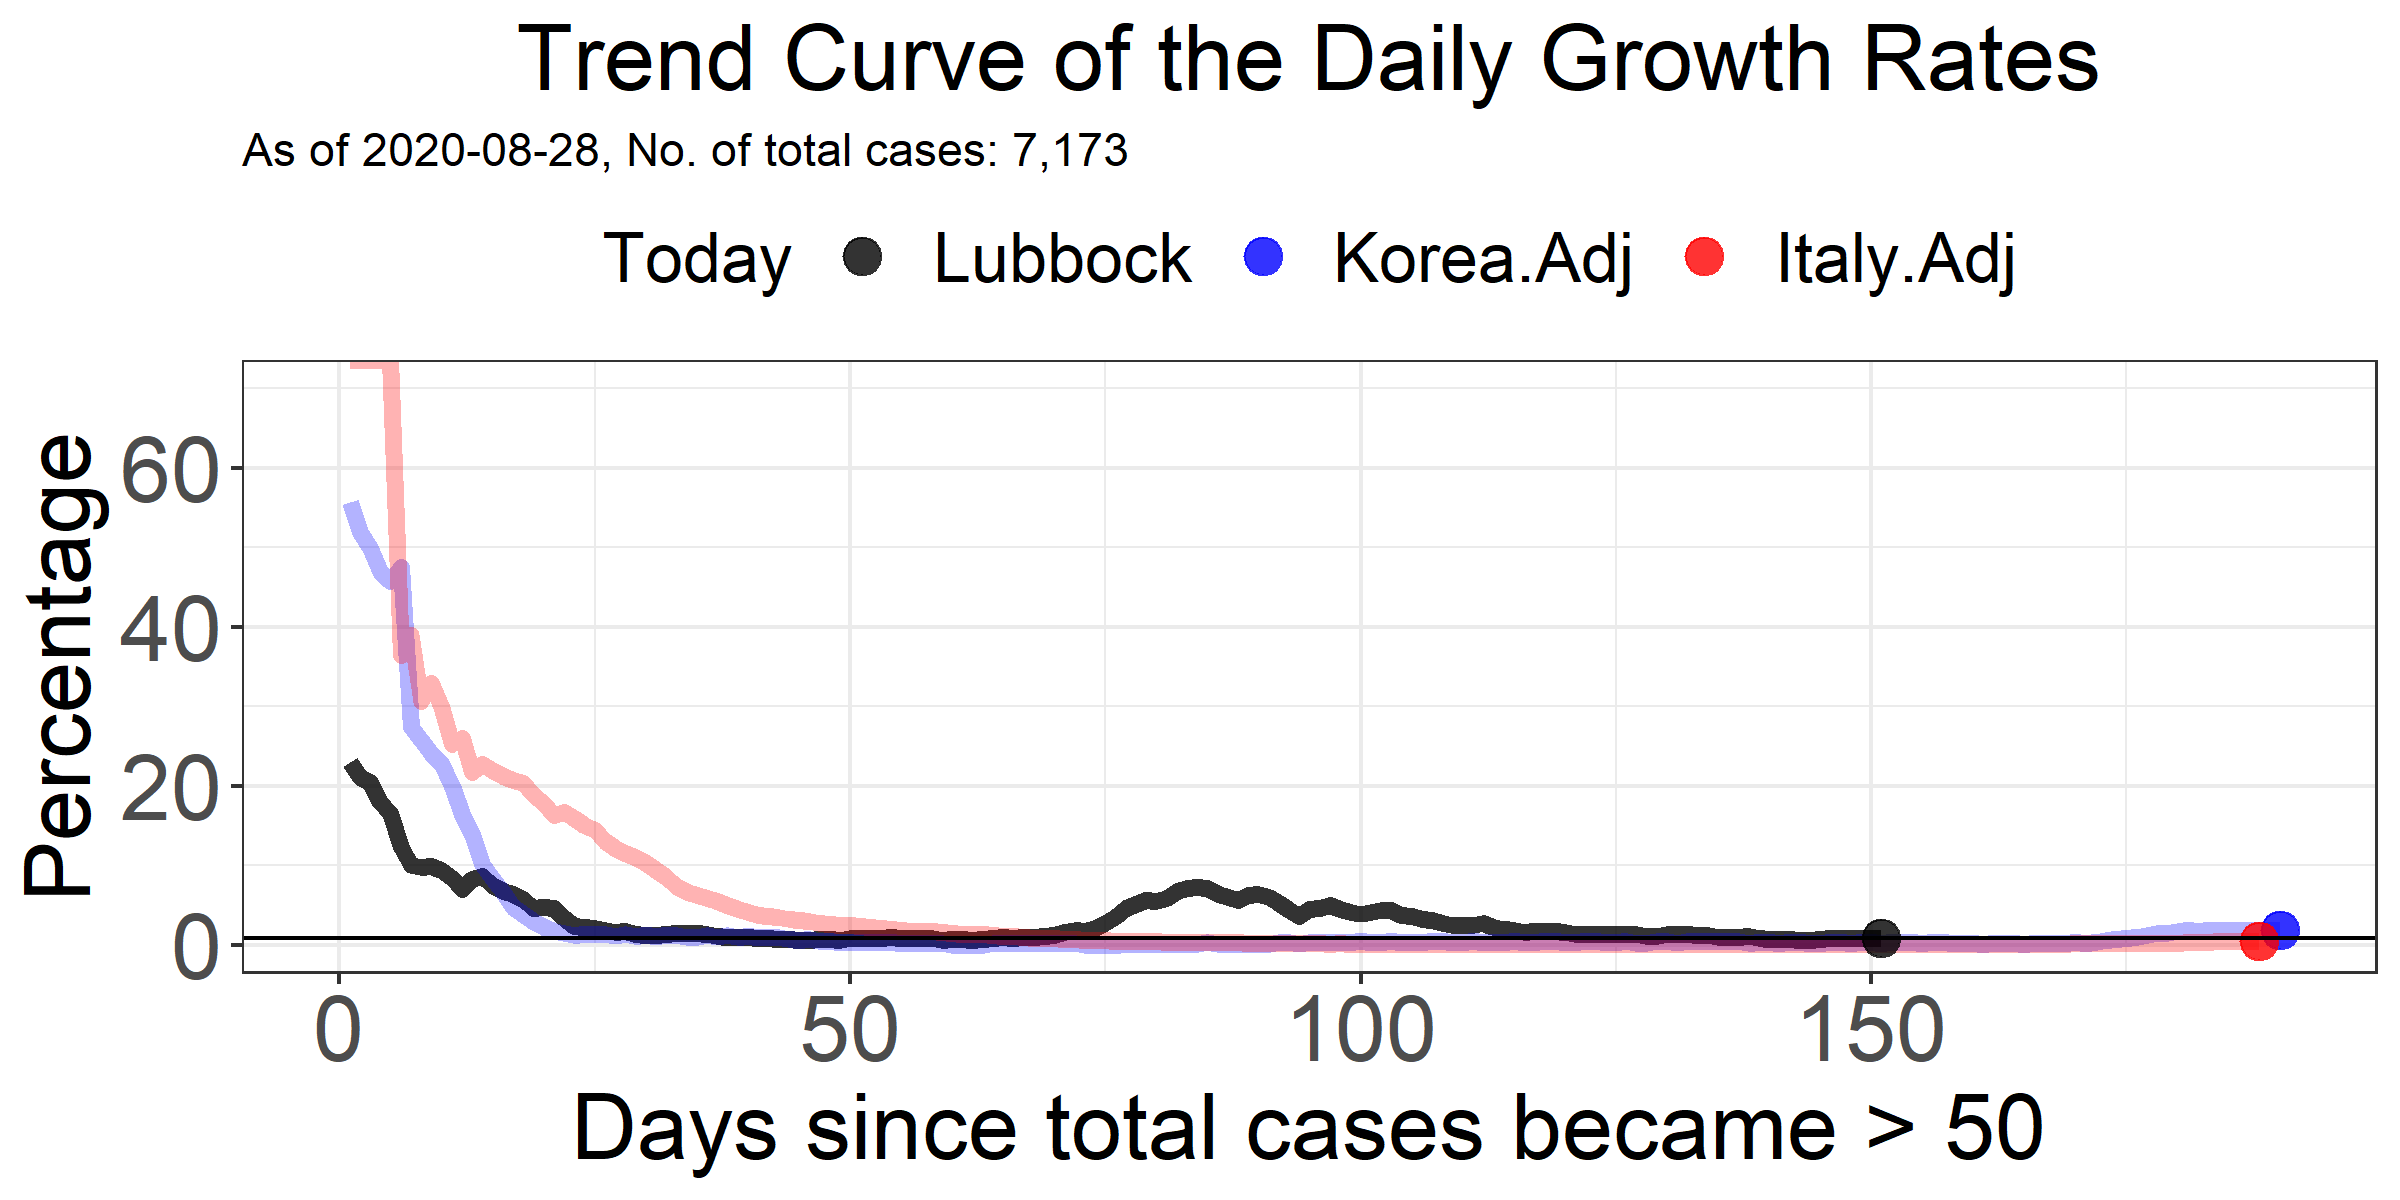 Trend Curve of the Daily Growth Rates
As of 2020-08-28, No. of total cases: 7,173
Today Lubbock Korea.Adj Italy.Adj
Percentage
60
40
20
0
0 50 100 150
Days since total cases became > 50